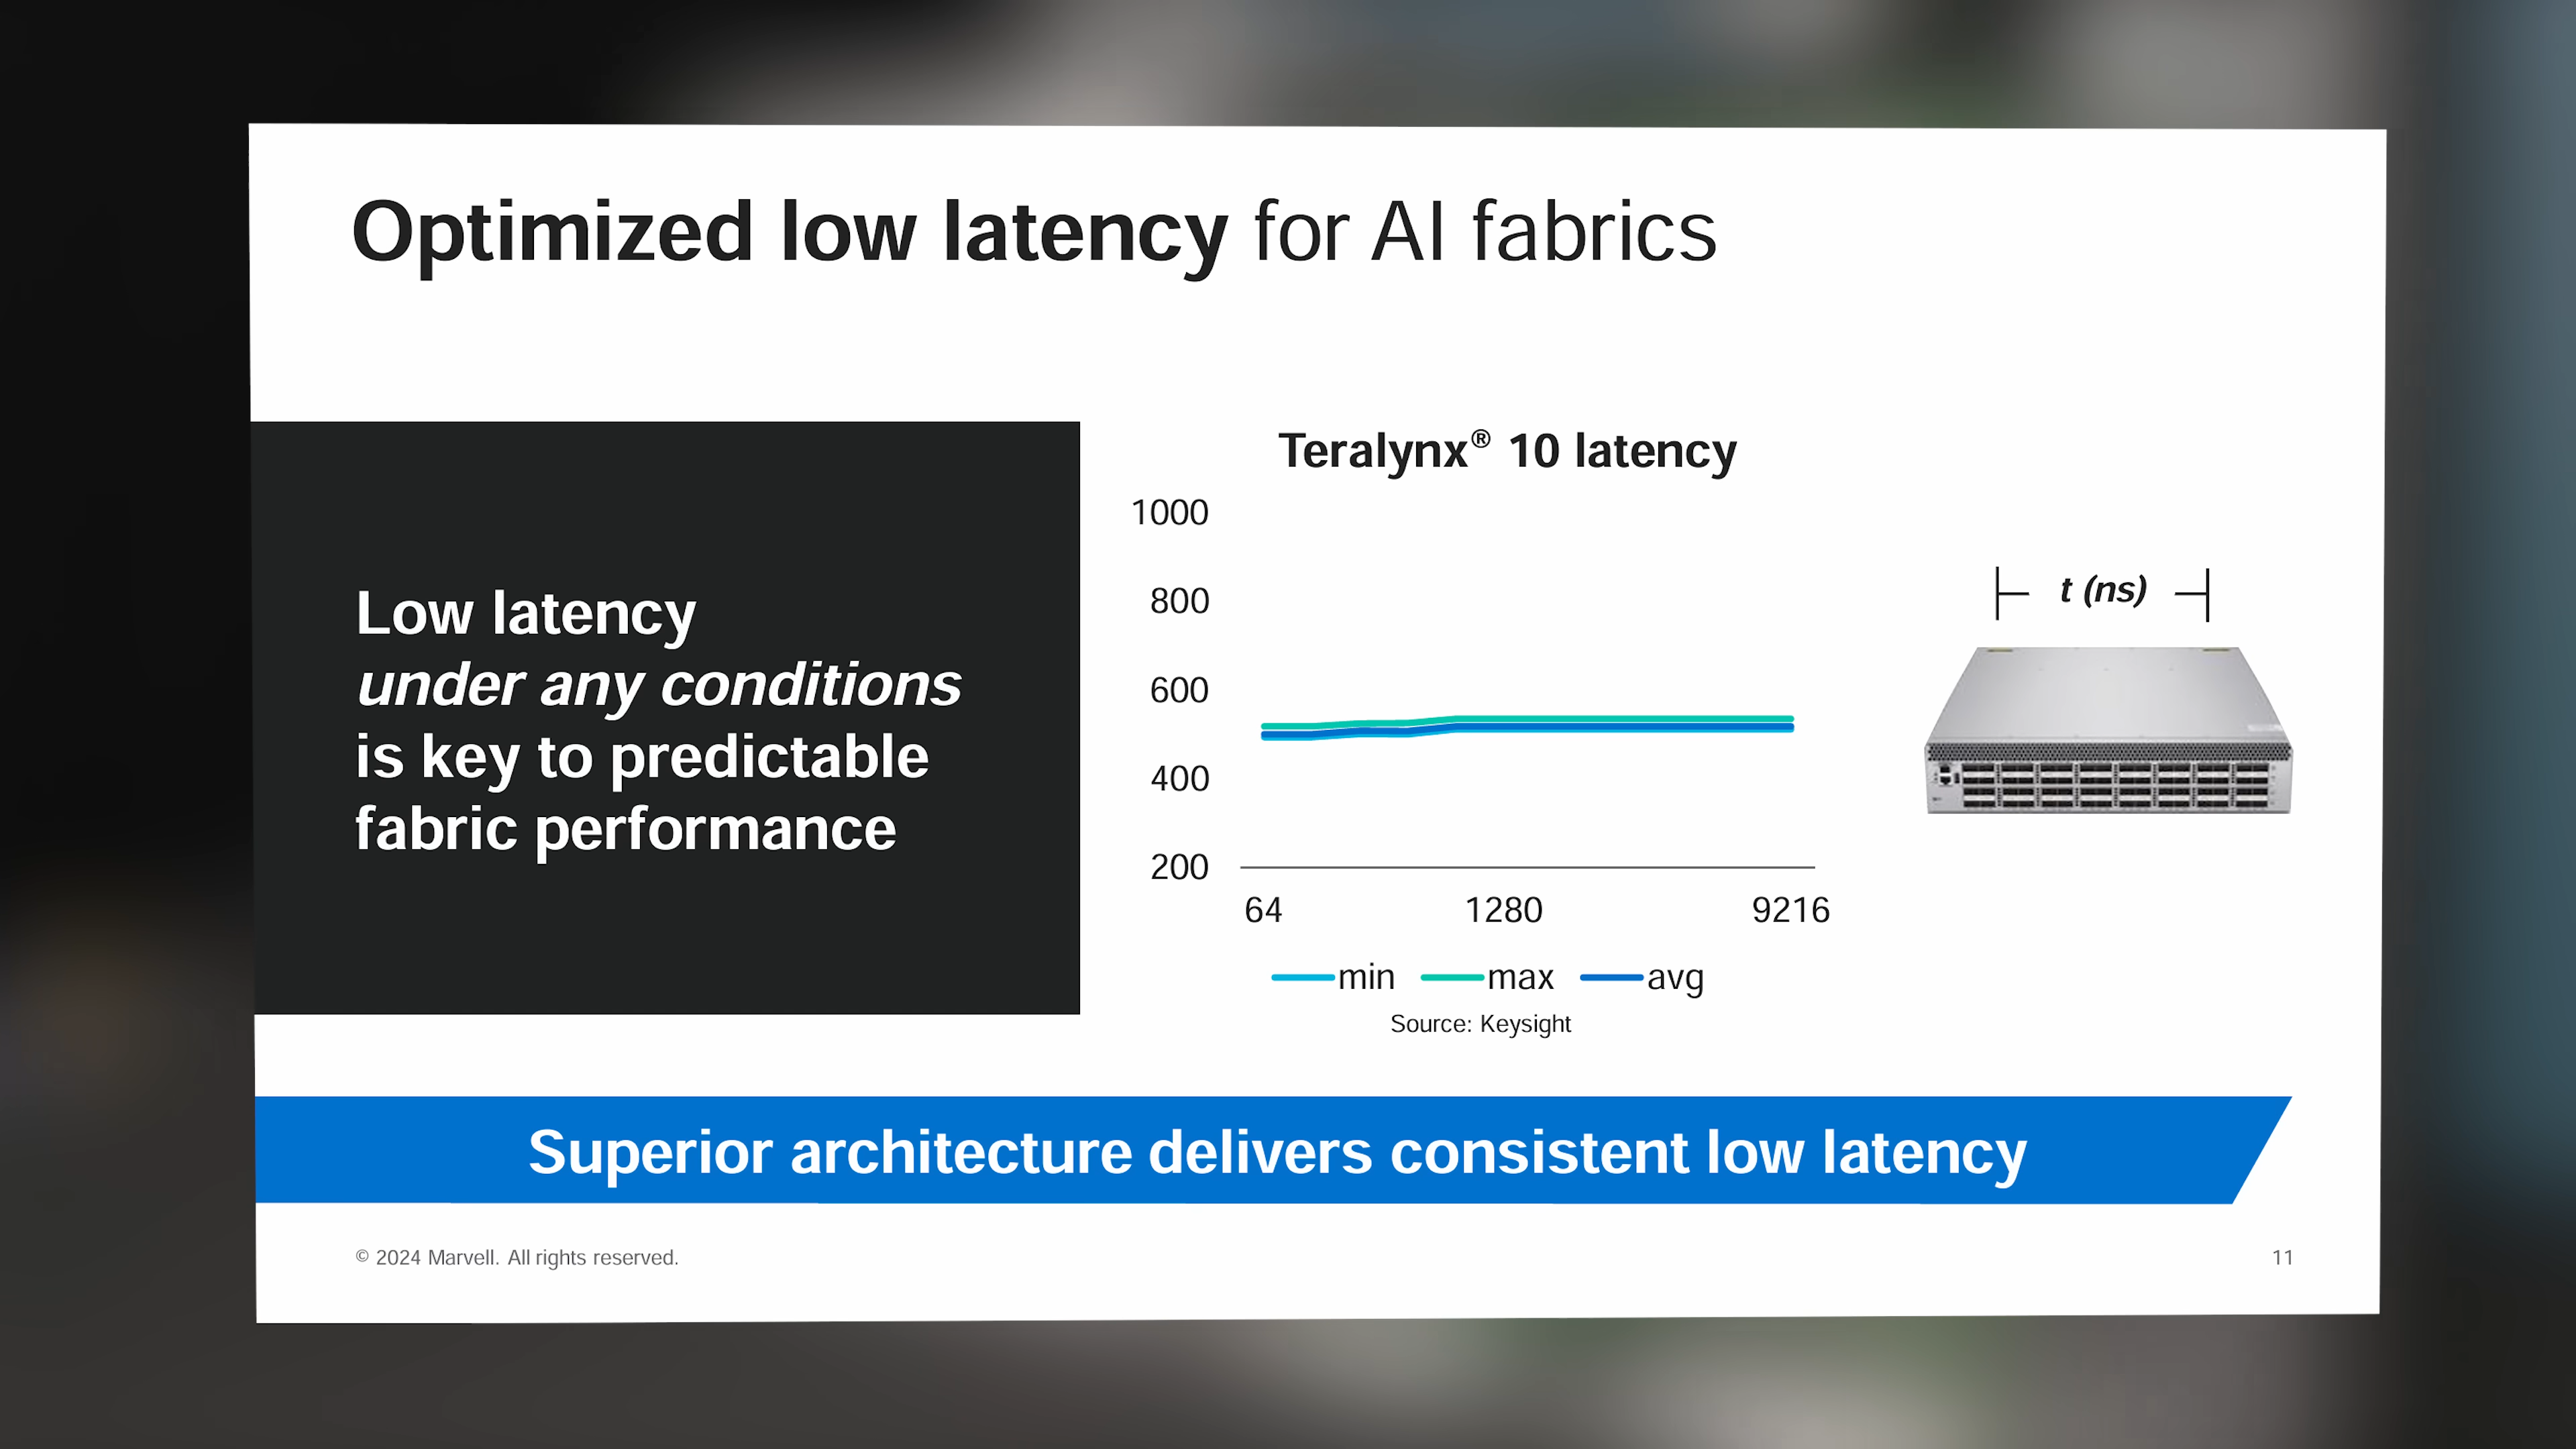 Optimized low latency for AI fabrics
Low latency
under any conditions
is key to predictable
fabric performance
Teralynx® 10 latency
1000
800
600
400
200
64 1280 9216
min max avg
Source: Keysight
t (ns)
Superior architecture delivers consistent low latency
© 2024 Marvell. All rights reserved.
11